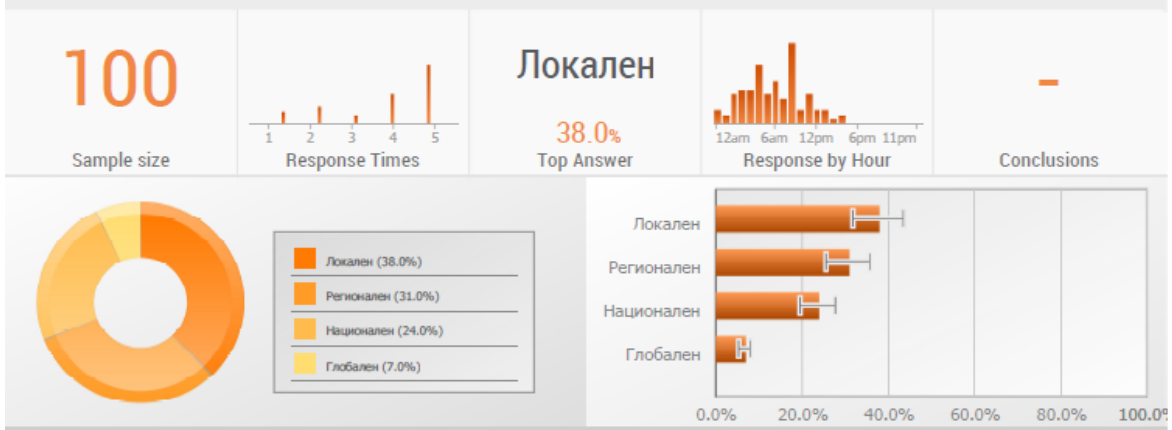 100
Sample size
1 2 3 4 5
Response Times
Локален
38.0%
Top Answer
12am 6am 12pm 6pm 11pm
Response by Hour
-
Conclusions
Локален (38.0%)
Регионален (31.0%)
Национален (24.0%)
Глобален (7.0%)
Локален
Регионален
Национален
Глобален
0.0% 20.0% 40.0% 60.0% 80.0% 100.0%